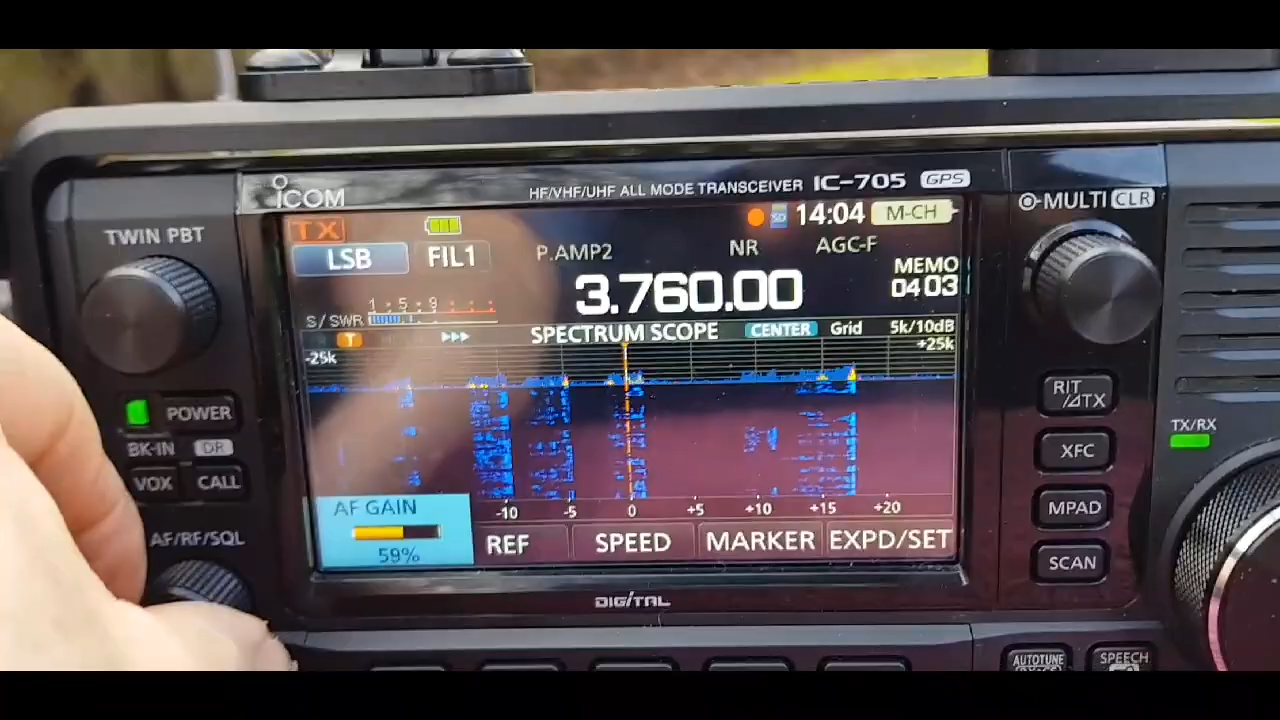 ICOM
HF/VHF/UHF ALL MODE TRANSCEIVER IC-705 GPS
MULTI CLR
TWIN PBT
TX
SD 14:04 M-CH
LSB FIL1 P.AMP2 NR AGC-F
3.760.00
MEMO
04 03
1 · 5 · 9
S/SWR
T
SPECTRUM SCOPE CENTER Grid 5k/10dB
-25k +25k
POWER
BK-IN DR
VOX CALL
AF/RF/SQL
RIT
/⊿TX
XFC
MPAD
SCAN
TX/RX
-10 -5 0 +5 +10 +15 +20
AF GAIN
59%
REF SPEED MARKER EXPD/SET
DIGITAL
AUTOTUNE
SPEECH